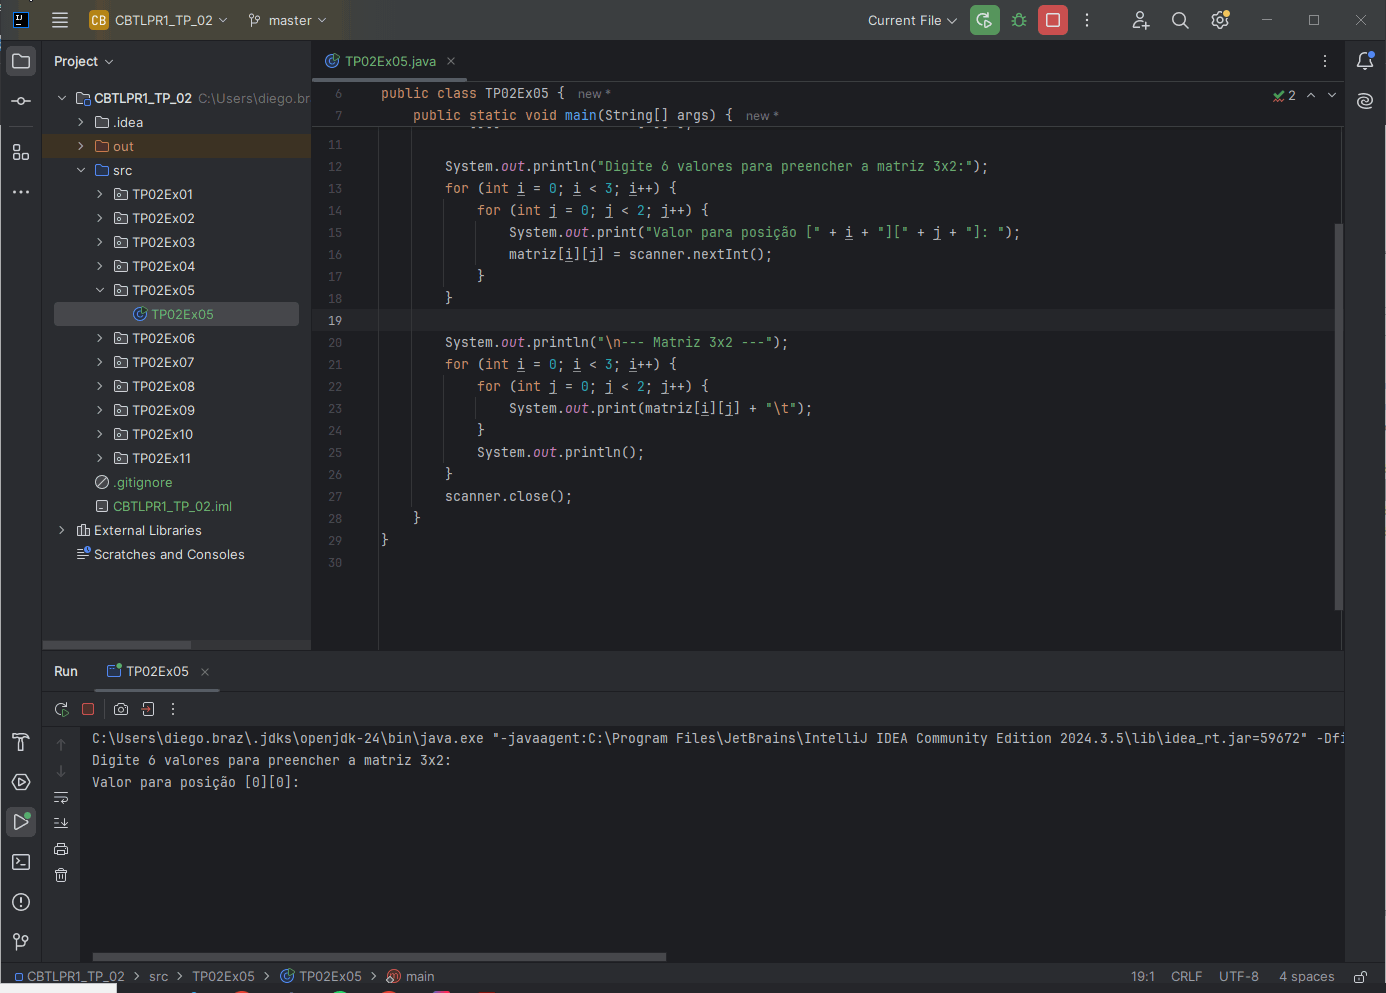 CB CBTLPR1_TP_02 master Current File
Project
CBTLPR1_TP_02 C:\Users\diego.br
.idea
out
src
TP02Ex01
TP02Ex02
TP02Ex03
TP02Ex04
TP02Ex05
TP02Ex05
TP02Ex06
TP02Ex07
TP02Ex08
TP02Ex09
TP02Ex10
TP02Ex11
.gitignore
CBTLPR1_TP_02.iml
External Libraries
Scratches and Consoles
TP02Ex05.java
6 public class TP02Ex05 { new *
7 public static void main(String[] args) { new *
2
11
12 System.out.println("Digite 6 valores para preencher a matriz 3x2:");
13 for (int i = 0; i < 3; i++) {
14 for (int j = 0; j < 2; j++) {
15 System.out.print("Valor para posição [" + i + "][" + j + "]: ");
16 matriz[i][j] = scanner.nextInt();
17 }
18 }
19
20 System.out.println("\n--- Matriz 3x2 ---");
21 for (int i = 0; i < 3; i++) {
22 for (int j = 0; j < 2; j++) {
23 System.out.print(matriz[i][j] + "\t");
24 }
25 System.out.println();
26 }
27 scanner.close();
28 }
29 }
30
Run TP02Ex05
C:\Users\diego.braz\.jdks\openjdk-24\bin\java.exe "-javaagent:C:\Program Files\JetBrains\IntelliJ IDEA Community Edition 2024.3.5\lib\idea_rt.jar=59672" -Dfi
Digite 6 valores para preencher a matriz 3x2:
Valor para posição [0][0]:
CBTLPR1_TP_02 > src > TP02Ex05 > TP02Ex05 > main 19:1 CRLF UTF-8 4 spaces